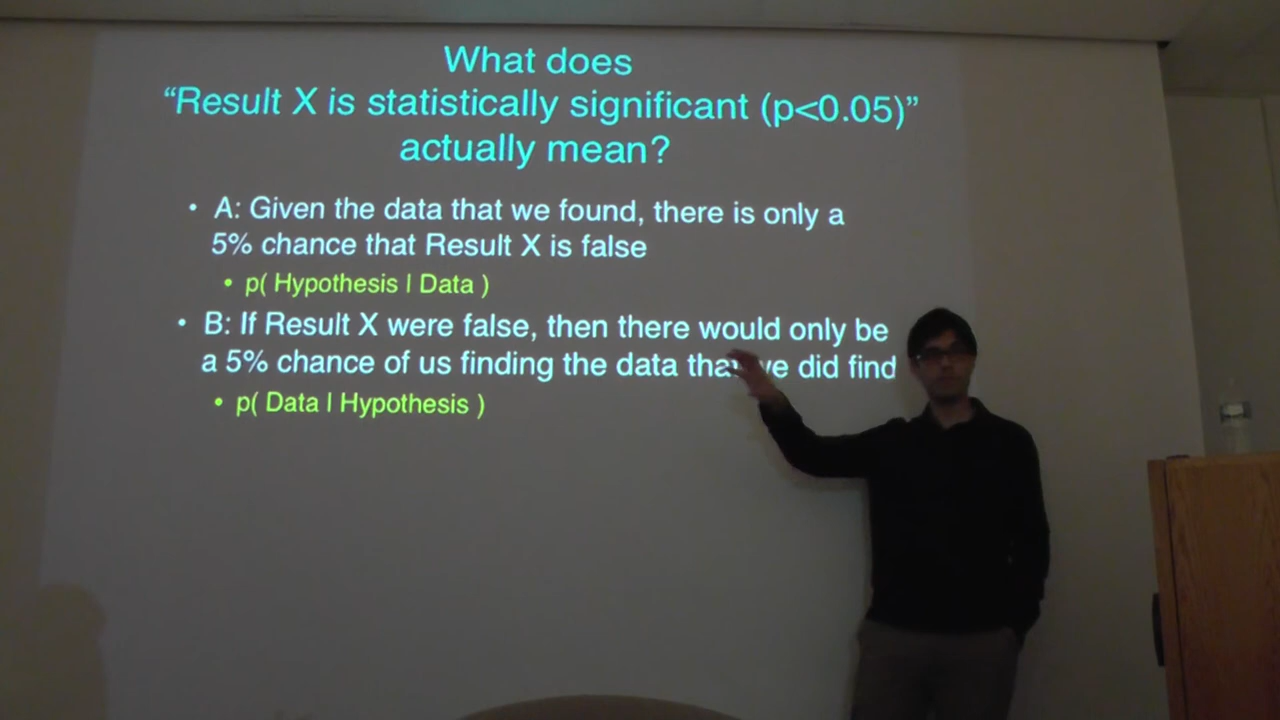 What does
“Result X is statistically significant (p<0.05)”
actually mean?
• A: Given the data that we found, there is only a
5% chance that Result X is false
• p( Hypothesis | Data )
• B: If Result X were false, then there would only be
a 5% chance of us finding the data that we did find
• p( Data | Hypothesis )